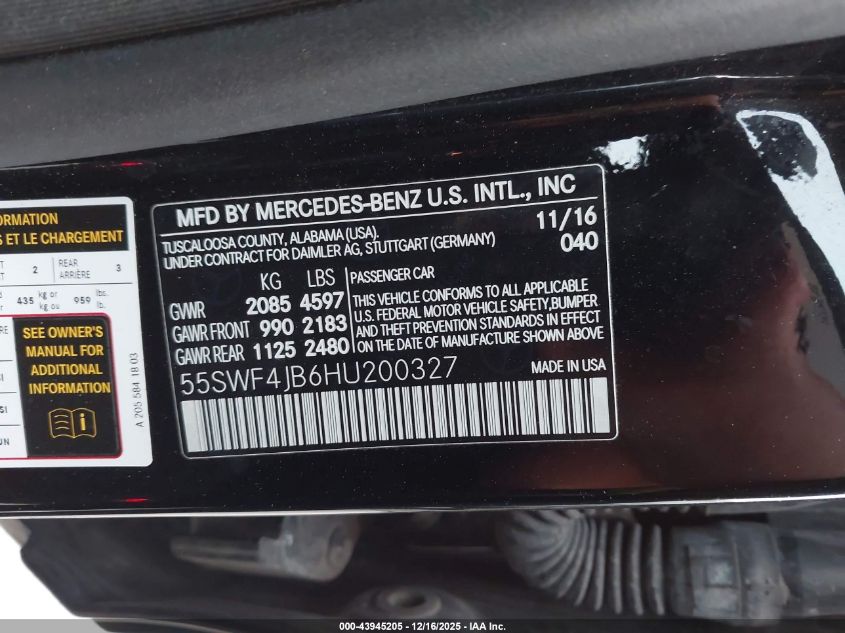 ORMATION
S ET LE CHARGEMENT
2 REAR ARRIÈRE 3
435 kg or kg ou 959 lbs. lb.
SEE OWNER'S
MANUAL FOR
ADDITIONAL
INFORMATION
A 205 584 18 03
MFD BY MERCEDES-BENZ U.S. INTL., INC
TUSCALOOSA COUNTY, ALABAMA (USA). 11/16
UNDER CONTRACT FOR DAIMLER AG, STUTTGART (GERMANY) 040
KG LBS
GWR 2085 4597
GAWR FRONT 990 2183
GAWR REAR 1125 2480
PASSENGER CAR
THIS VEHICLE CONFORMS TO ALL APPLICABLE
U.S. FEDERAL MOTOR VEHICLE SAFETY,BUMPER
AND THEFT PREVENTION STANDARDS IN EFFECT
ON THE DATE OF MANUFACTURE SHOWN ABOVE
55SWF4JB6HU200327
MADE IN USA
000-43945205 - 12/16/2025 - IAA Inc.